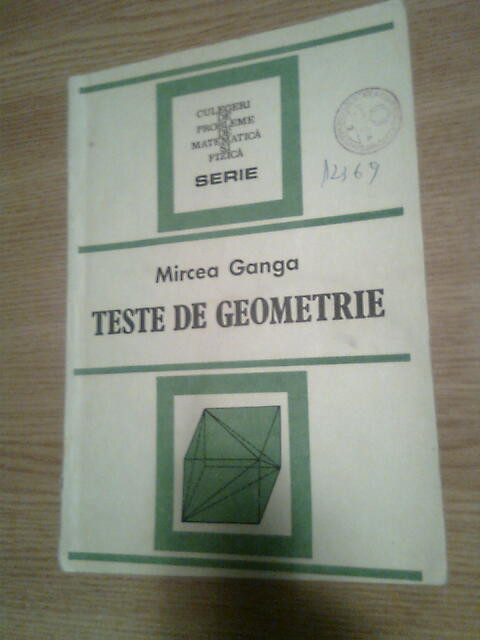 CULEGERI
DE
PROBLEME
DE
MATEMATICĂ
ȘI
FIZICĂ
SERIE
12369
Mircea Ganga
TESTE DE GEOMETRIE